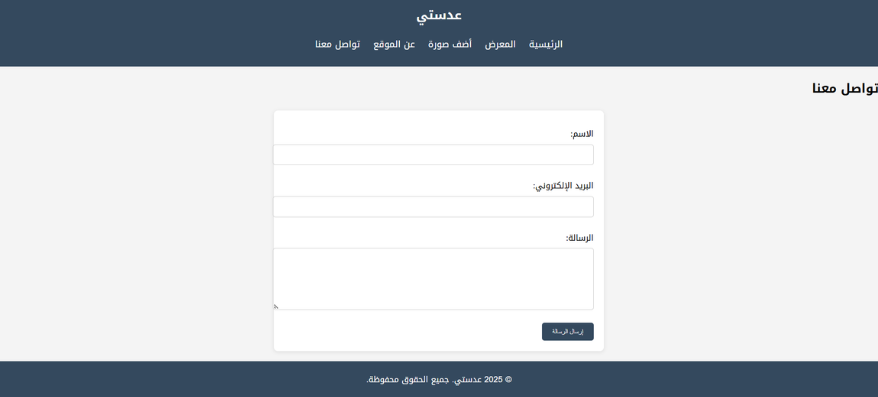 عدستي
الرئيسية المعرض أضف صورة عن الموقع تواصل معنا
تواصل معنا
الاسم:
البريد الإلكتروني:
الرسالة:
إرسال الرسالة
© 2025 عدستي. جميع الحقوق محفوظة.